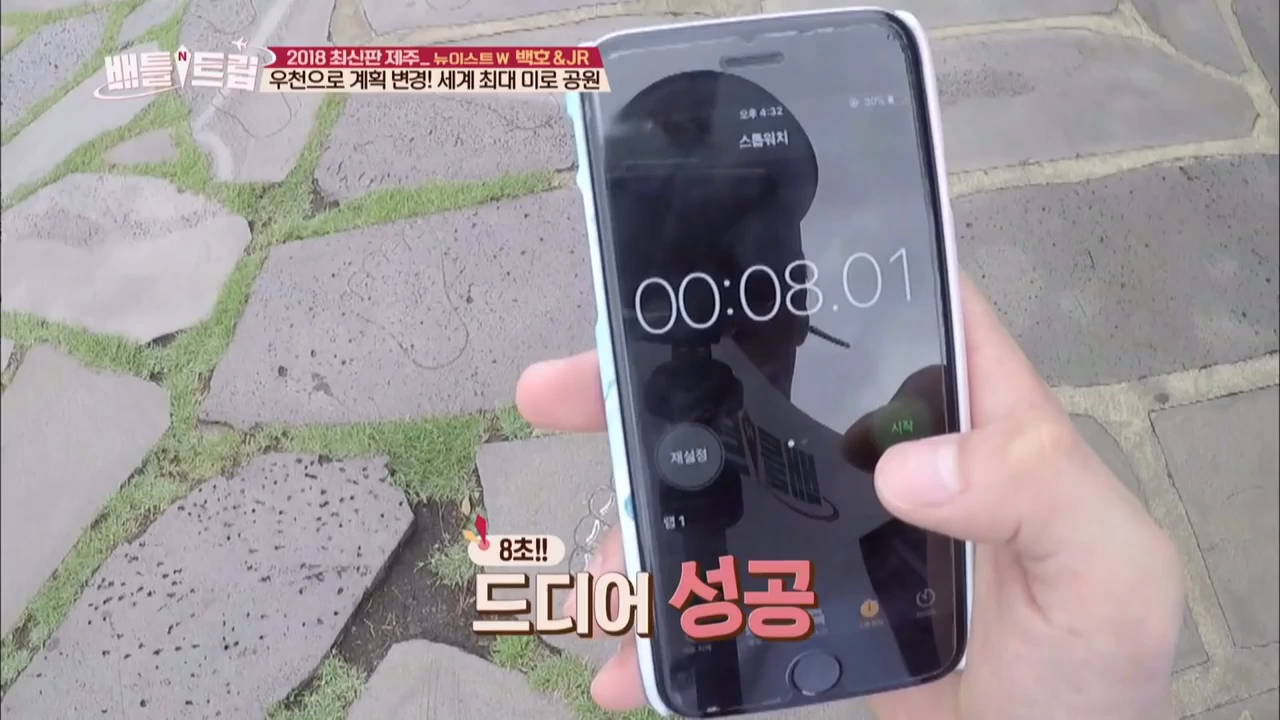 배틀트립
2018 최신판 제주_ 뉴이스트 W 백호&JR
우천으로 계획 변경! 세계 최대 미로 공원
오후 4:32
30%
스톱워치
00:08.01
재설정
시작
랩 1
8초!!
드디어 성공